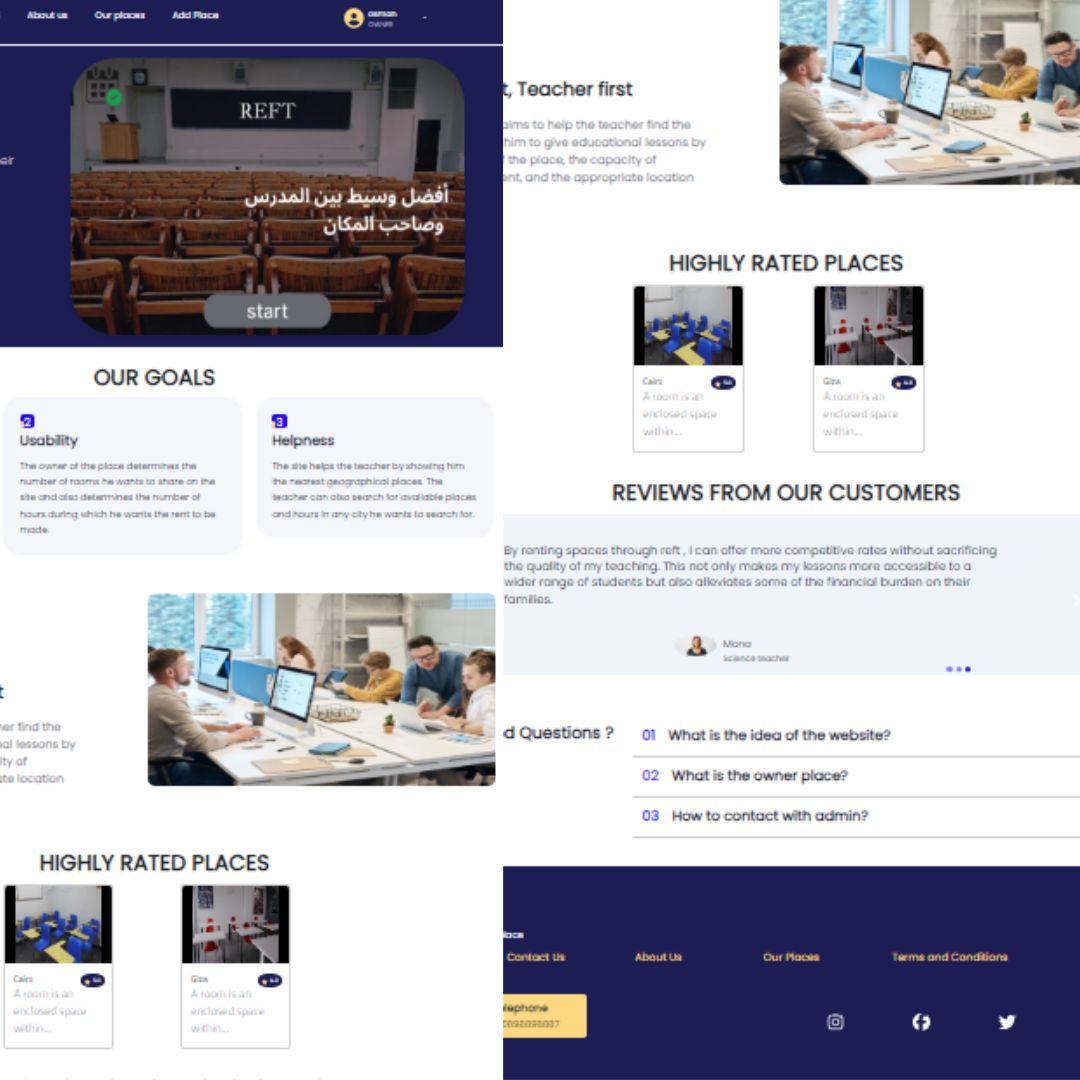 About us Our places Add Place osman
OWNER
eir
REFT
أفضل وسيط بين المدرس
وصاحب المكان
start
OUR GOALS
2
Usability
The owner of the place determines the
number of rooms he wants to share on the
site and also determines the number of
hours during which he wants the rent to be
made.
3
Helpness
The site helps the teacher by showing him
the nearest geographical places. The
teacher can also search for available places
and hours in any city he wants to search for.
t
her find the
nal lessons by
ity of
ate location
HIGHLY RATED PLACES
Cairo
A room is an
enclosed space
within...
Giza
A room is an
enclosed space
within...
t, Teacher first
aims to help the teacher find the
him to give educational lessons by
f the place, the capacity of
ent, and the appropriate location
HIGHLY RATED PLACES
Cairo
A room is an
enclosed space
within...
Giza
A room is an
enclosed space
within...
REVIEWS FROM OUR CUSTOMERS
By renting spaces through reft , I can offer more competitive rates without sacrificing
the quality of my teaching. This not only makes my lessons more accessible to a
wider range of students but also alleviates some of the financial burden on their
families.
Mona
science teacher
d Questions ?
01 What is the idea of the website?
02 What is the owner place?
03 How to contact with admin?
lace
Contact Us About Us Our Places Terms and Conditions
elephone